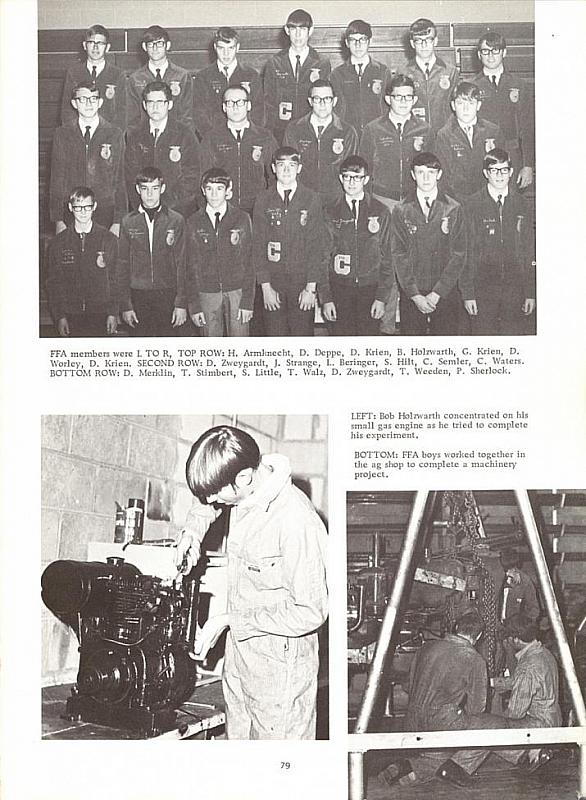 FFA members were L TO R, TOP ROW: H. Armknecht, D. Deppe, D. Krien, B. Holzwarth, G. Krien, D.
Worley, D. Krien. SECOND ROW: D. Zweygardt, J. Strange, L. Beringer, S. Hilt, C. Semler, C. Waters.
BOTTOM ROW: D. Merklin, T. Stimbert, S. Little, T. Walz, D. Zweygardt, T. Weeden, P. Sherlock.
LEFT: Bob Holzwarth concentrated on his
small gas engine as he tried to complete
his experiment.
BOTTOM: FFA boys worked together in
the ag shop to complete a machinery
project.
79